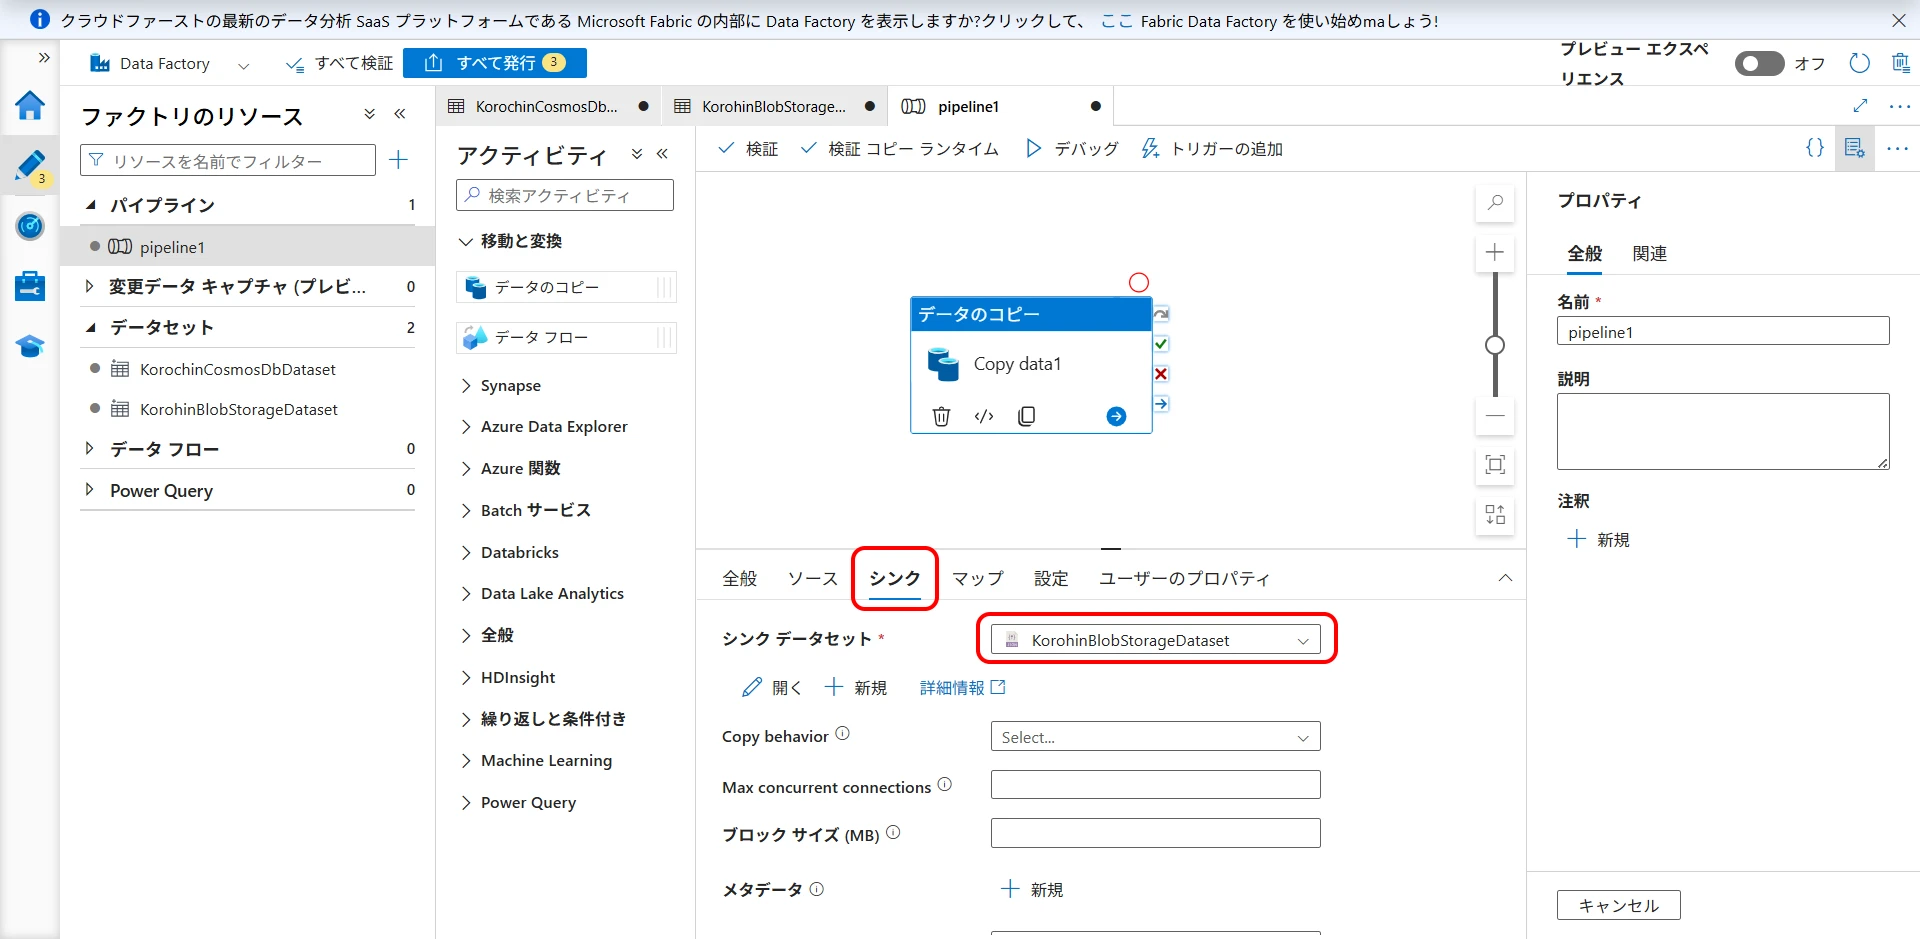 クラウドファーストの最新のデータ分析 SaaS プラットフォームである Microsoft Fabric の内部に Data Factory を表示しますか?クリックして、 ここ Fabric Data Factory を使い始めmaしょう!
Data Factory
すべて検証
すべて発行 3
プレビュー エクスペリエンス
オフ
3
ファクトリのリソース
リソースを名前でフィルター
パイプライン 1
pipeline1
変更データ キャプチャ (プレビ... 0
データセット 2
KorochinCosmosDbDataset
KorohinBlobStorageDataset
データ フロー 0
Power Query 0
KorochinCosmosDb...
KorohinBlobStorage...
pipeline1
アクティビティ
検索アクティビティ
移動と変換
データのコピー
データ フロー
Synapse
Azure Data Explorer
Azure 関数
Batch サービス
Databricks
Data Lake Analytics
全般
HDInsight
繰り返しと条件付き
Machine Learning
Power Query
検証
検証 コピー ランタイム
デバッグ
トリガーの追加
データのコピー
Copy data1
全般
ソース
シンク
マップ
設定
ユーザーのプロパティ
シンク データセット *
KorohinBlobStorageDataset
開く
新規
詳細情報
Copy behavior
Select...
Max concurrent connections
ブロック サイズ (MB)
メタデータ
新規
プロパティ
全般
関連
名前 *
pipeline1
説明
注釈
新規
キャンセル